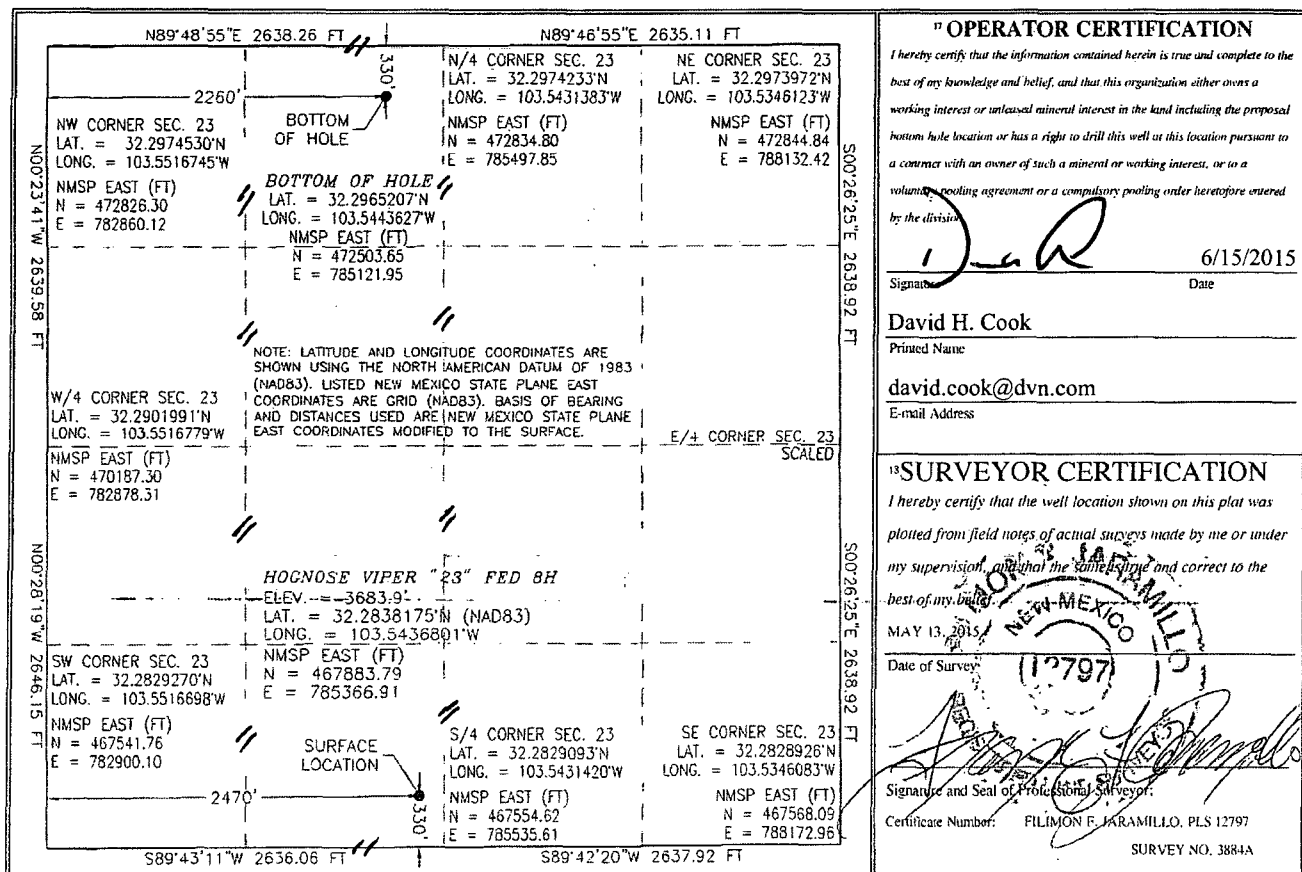 N89°48'55"E 2638.26 FT
N89°46'55"E 2635.11 FT
330'
2260'
BOTTOM
OF HOLE
NW CORNER SEC. 23
LAT. = 32.2974530'N
LONG. = 103.5516745'W
NMSP EAST (FT)
N = 472826.30
E = 782860.12
N/4 CORNER SEC. 23
LAT. = 32.2974233'N
LONG. = 103.5431383'W
NMSP EAST (FT)
N = 472834.80
E = 785497.85
NE CORNER SEC. 23
LAT. = 32.2973972'N
LONG. = 103.5346123'W
NMSP EAST (FT)
N = 472844.84
E = 788132.42
BOTTOM OF HOLE
LAT. = 32.2965207'N
LONG. = 103.5443627'W
NMSP EAST (FT)
N = 472503.65
E = 785121.95
N00°23'41"W 2639.58 FT
S00°26'25"E 2638.92 FT
NOTE: LATITUDE AND LONGITUDE COORDINATES ARE
SHOWN USING THE NORTH AMERICAN DATUM OF 1983
(NAD83). LISTED NEW MEXICO STATE PLANE EAST
COORDINATES ARE GRID (NAD83). BASIS OF BEARING
AND DISTANCES USED ARE NEW MEXICO STATE PLANE
EAST COORDINATES MODIFIED TO THE SURFACE.
W/4 CORNER SEC. 23
LAT. = 32.2901991'N
LONG. = 103.5516779'W
NMSP EAST (FT)
N = 470187.30
E = 782878.31
E/4 CORNER SEC. 23
SCALED
N00°28'19"W 2646.15 FT
S00°26'25"E 2638.92 FT
HOGNOSE VIPER "23" FED 8H
ELEV. = 3683.9'
LAT. = 32.2838175'N (NAD83)
LONG. = 103.5436801'W
NMSP EAST (FT)
N = 467883.79
E = 785366.91
SW CORNER SEC. 23
LAT. = 32.2829270'N
LONG. = 103.5516698'W
NMSP EAST (FT)
N = 467541.76
E = 782900.10
SURFACE
LOCATION
2470'
330'
S/4 CORNER SEC. 23
LAT. = 32.2829093'N
LONG. = 103.5431420'W
NMSP EAST (FT)
N = 467554.62
E = 785535.61
SE CORNER SEC. 23
LAT. = 32.2828926'N
LONG. = 103.5346083'W
NMSP EAST (FT)
N = 467568.09
E = 788172.96
S89°43'11"W 2636.06 FT
S89°42'20"W 2637.92 FT
17 OPERATOR CERTIFICATION
I hereby certify that the information contained herein is true and complete to the
best of my knowledge and belief, and that this organization either owns a
working interest or unleased mineral interest in the land including the proposed
bottom hole location or has a right to drill this well at this location pursuant to
a contract with an owner of such a mineral or working interest, or to a
voluntary pooling agreement or a compulsory pooling order heretofore entered
by the division
6/15/2015
Signature Date
David H. Cook
Printed Name
david.cook@dvn.com
E-mail Address
18 SURVEYOR CERTIFICATION
I hereby certify that the well location shown on this plat was
plotted from field notes of actual surveys made by me or under
my supervision, and that the same is true and correct to the
best of my belief.
MAY 13, 2015
Date of Survey
JARAMILLO
NEW MEXICO
12797
Signature and Seal of Professional Surveyor:
Certificate Number: FILIMON F. JARAMILLO, PLS 12797
SURVEY NO. 3884A